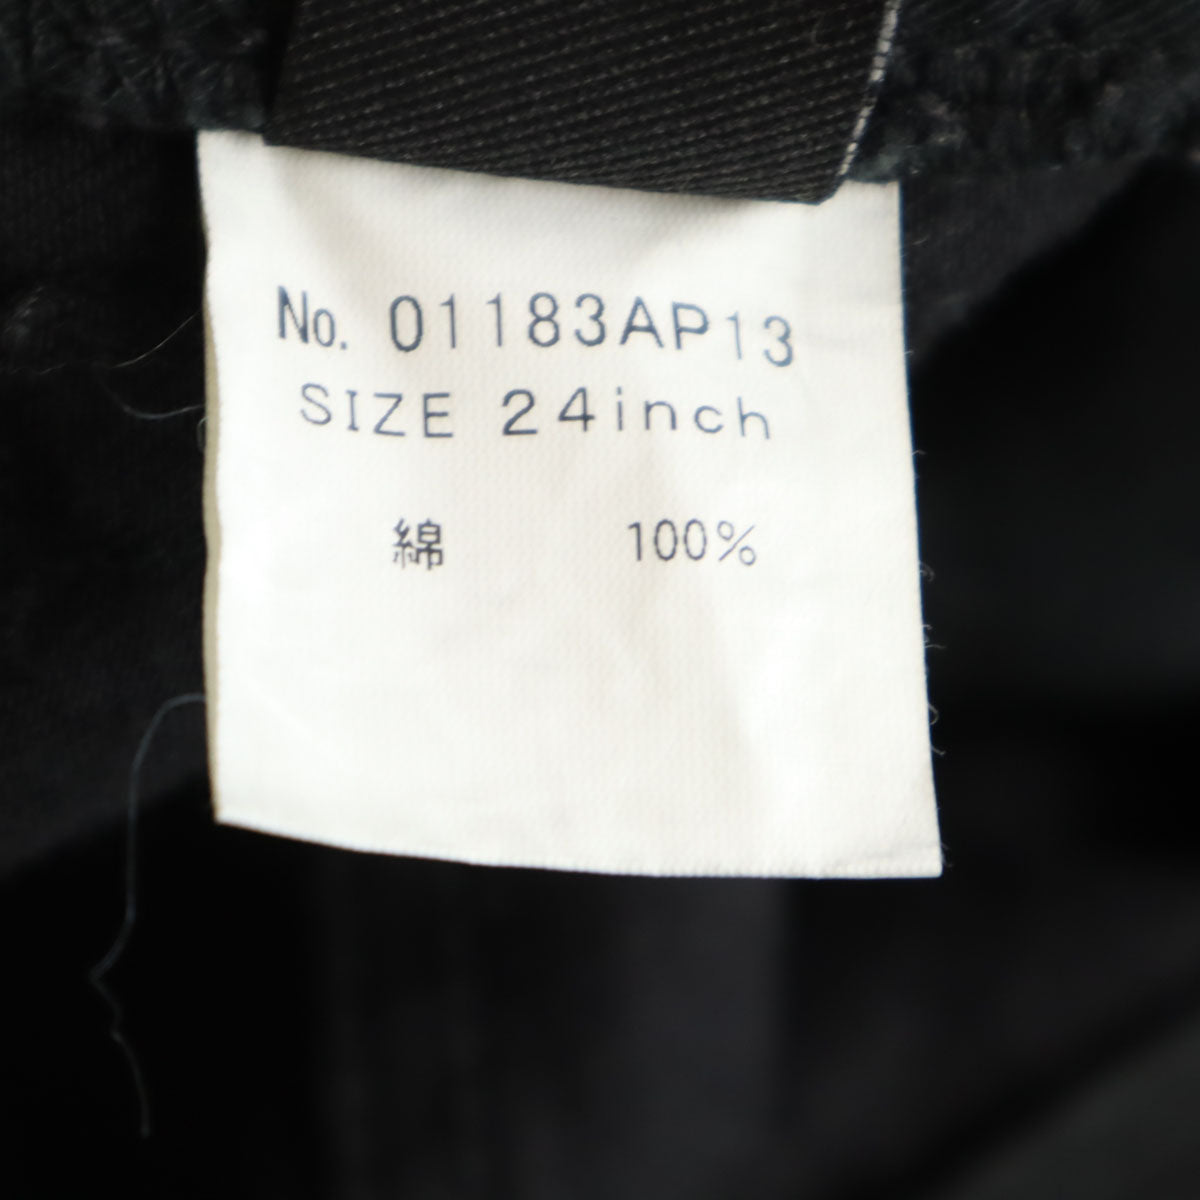 No. 01183AP13
SIZE 24inch
綿 100%